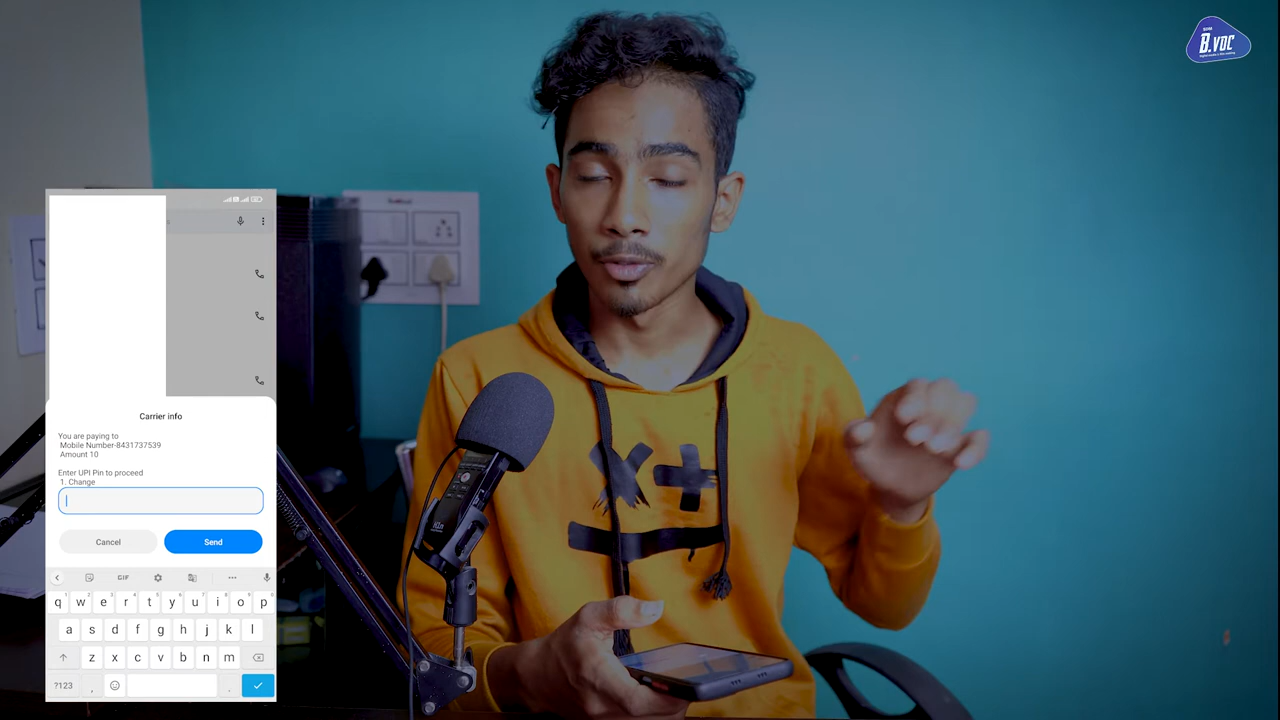 B.VOC
Carrier info
You are paying to
Mobile Number-8431737539
Amount 10
Enter UPI Pin to proceed
1. Change
Cancel
Send
GIF
q w e r t y u i o p
a s d f g h j k l
z x c v b n m
?123 , .